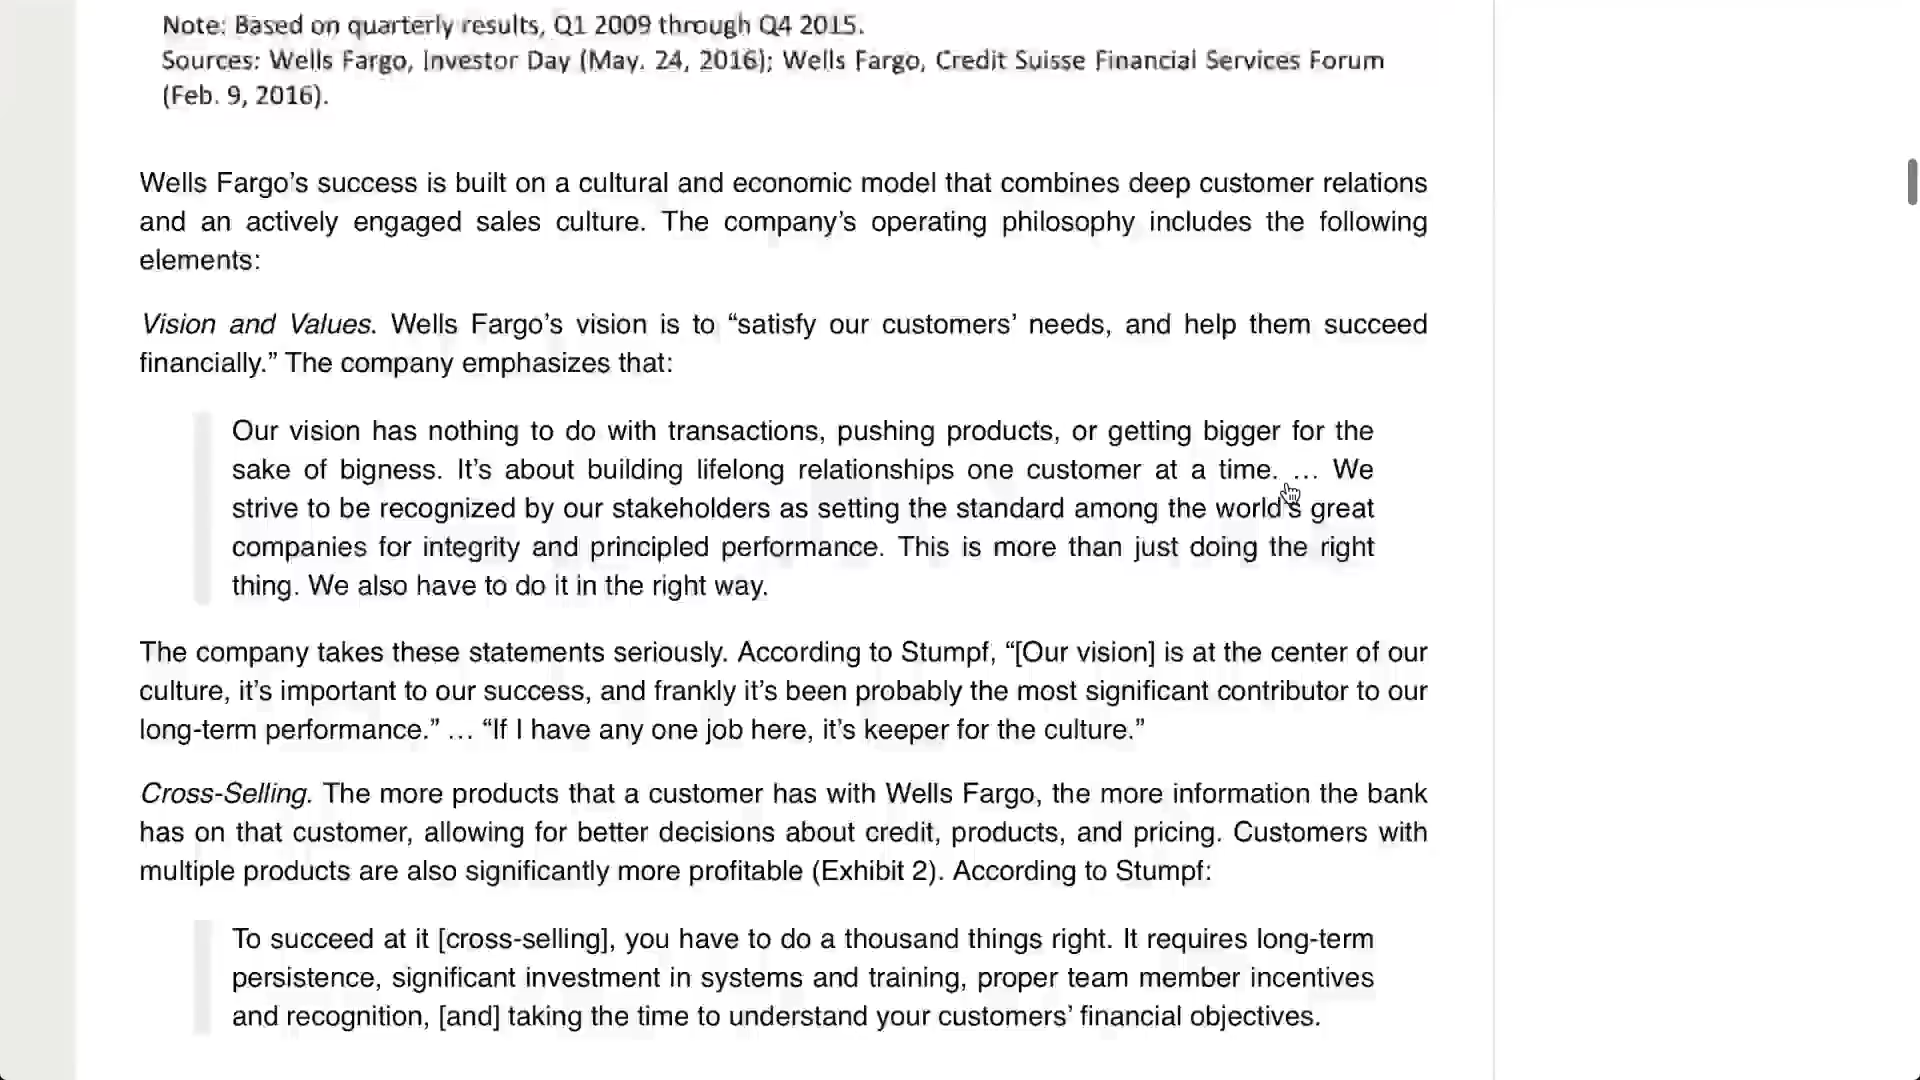 Note: Based on quarterly results, Q1 2009 through Q4 2015.
Sources: Wells Fargo, Investor Day (May. 24, 2016); Wells Fargo, Credit Suisse Financial Services Forum
(Feb. 9, 2016).
Wells Fargo’s success is built on a cultural and economic model that combines deep customer relations
and an actively engaged sales culture. The company’s operating philosophy includes the following
elements:
Vision and Values. Wells Fargo’s vision is to “satisfy our customers’ needs, and help them succeed
financially.” The company emphasizes that:
Our vision has nothing to do with transactions, pushing products, or getting bigger for the
sake of bigness. It’s about building lifelong relationships one customer at a time. … We
strive to be recognized by our stakeholders as setting the standard among the world’s great
companies for integrity and principled performance. This is more than just doing the right
thing. We also have to do it in the right way.
The company takes these statements seriously. According to Stumpf, “[Our vision] is at the center of our
culture, it’s important to our success, and frankly it’s been probably the most significant contributor to our
long-term performance.” … “If I have any one job here, it’s keeper for the culture.”
Cross-Selling. The more products that a customer has with Wells Fargo, the more information the bank
has on that customer, allowing for better decisions about credit, products, and pricing. Customers with
multiple products are also significantly more profitable (Exhibit 2). According to Stumpf:
To succeed at it [cross-selling], you have to do a thousand things right. It requires long-term
persistence, significant investment in systems and training, proper team member incentives
and recognition, [and] taking the time to understand your customers’ financial objectives.